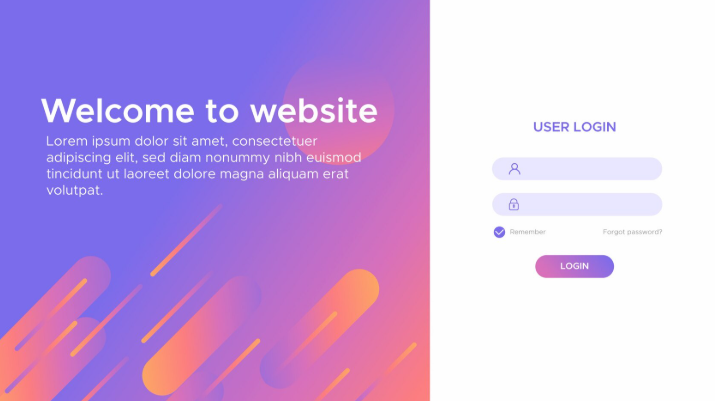 Welcome to website
Lorem ipsum dolor sit amet, consectetuer
adipiscing elit, sed diam nonummy nibh euismod
tincidunt ut laoreet dolore magna aliquam erat
volutpat.
USER LOGIN
Remember
Forgot password?
LOGIN